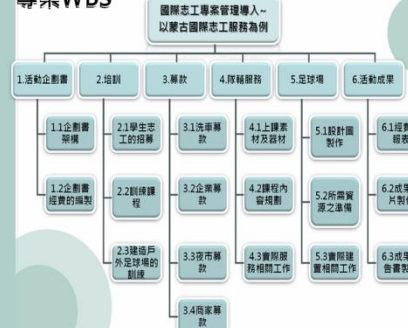 專案WBS
國際志工專案管理導入~
以蒙古國際志工服務為例
1.活動企劃書
2.培訓
3.募款
4.隊輔服務
5.足球場
6.活動成果
1.1企劃書
架構
1.2企劃書
經費的編製
2.1學生志
工的招募
2.2訓練課
程
2.3建造戶
外足球場的
訓練
3.1洗車募
款
3.2企業募
款
3.3夜市募
款
3.4商家募
款
4.1上課素
材及器材
4.2課程內
容規劃
4.3實際服
務相關工作
5.1設計圖
製作
5.2所需資
源之準備
5.3實際建
置相關工作
6.1經費
報表
6.2成果
片製作
6.3成果
告書製